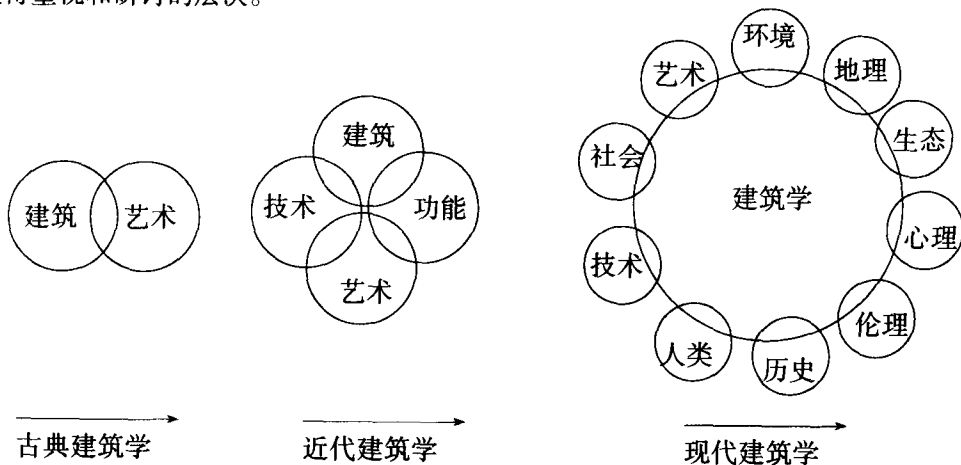 建筑
艺术
建筑
技术
功能
艺术
环境
艺术
地理
社会
生态
建筑学
心理
技术
伦理
人类
历史
古典建筑学
近代建筑学
现代建筑学